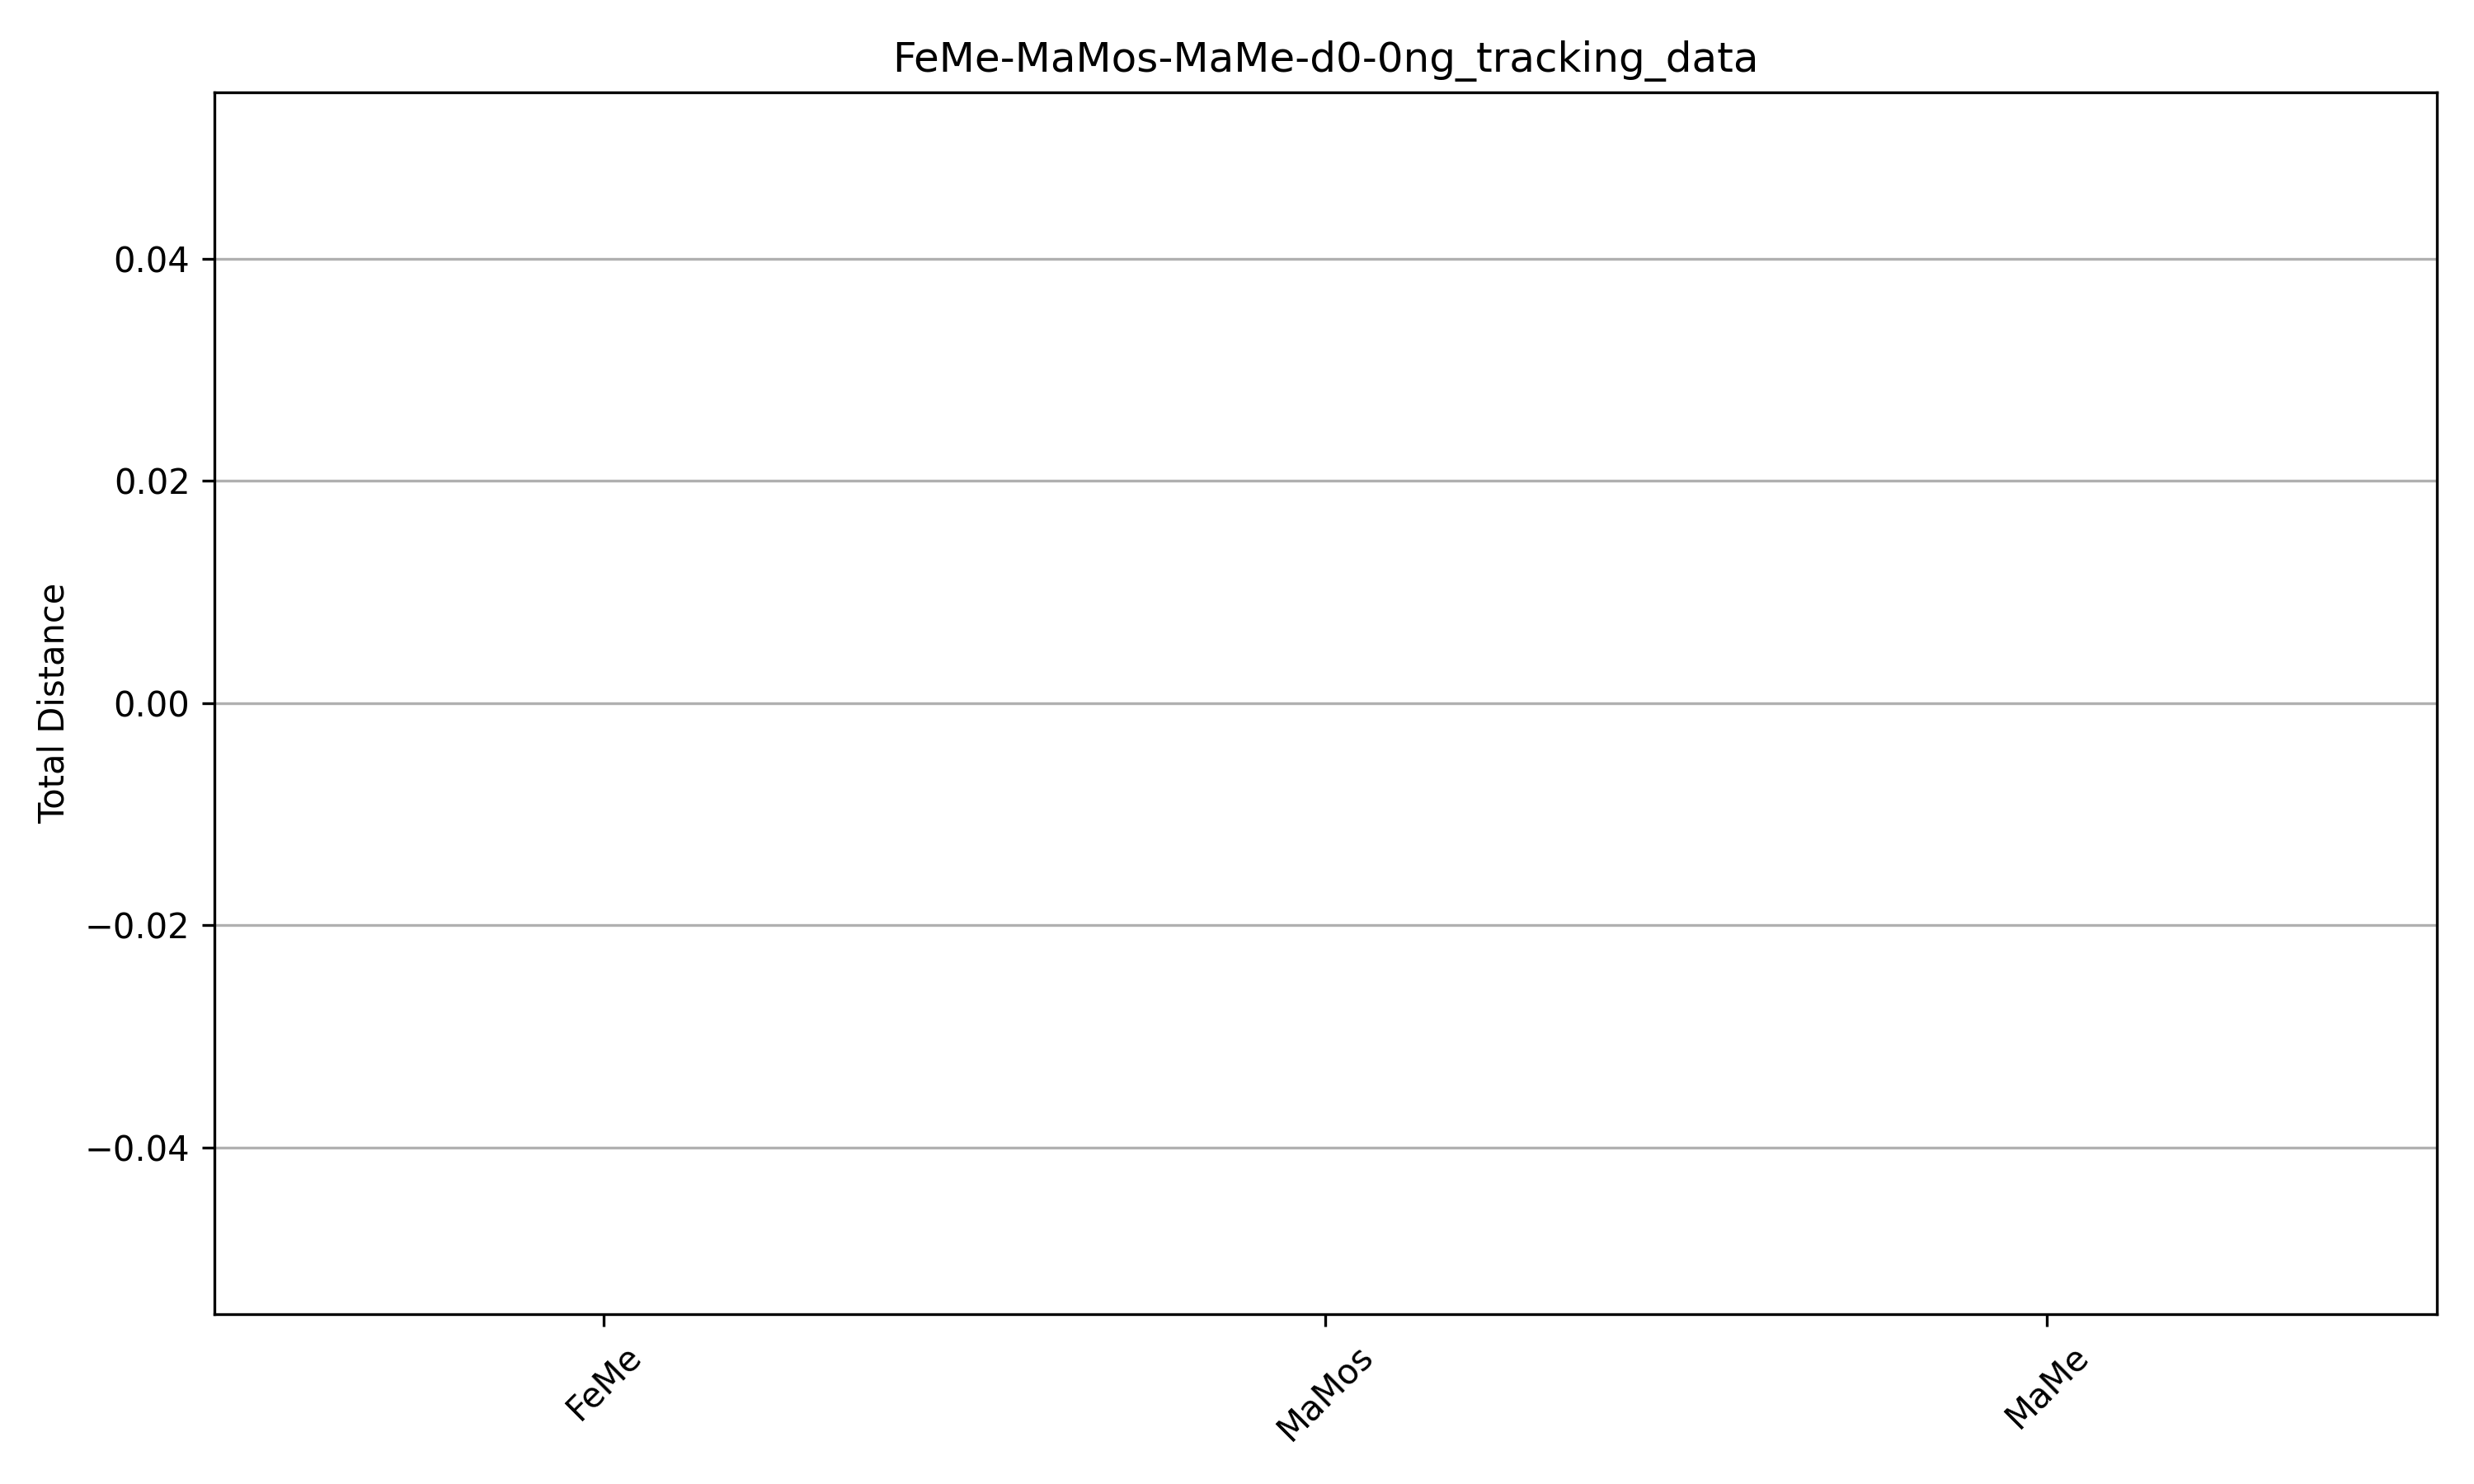 FeMe-MaMos-MaMe-d0-0ng_tracking_data
Total Distance
0.04
0.02
0.00
−0.02
−0.04
FeMe
MaMos
MaMe